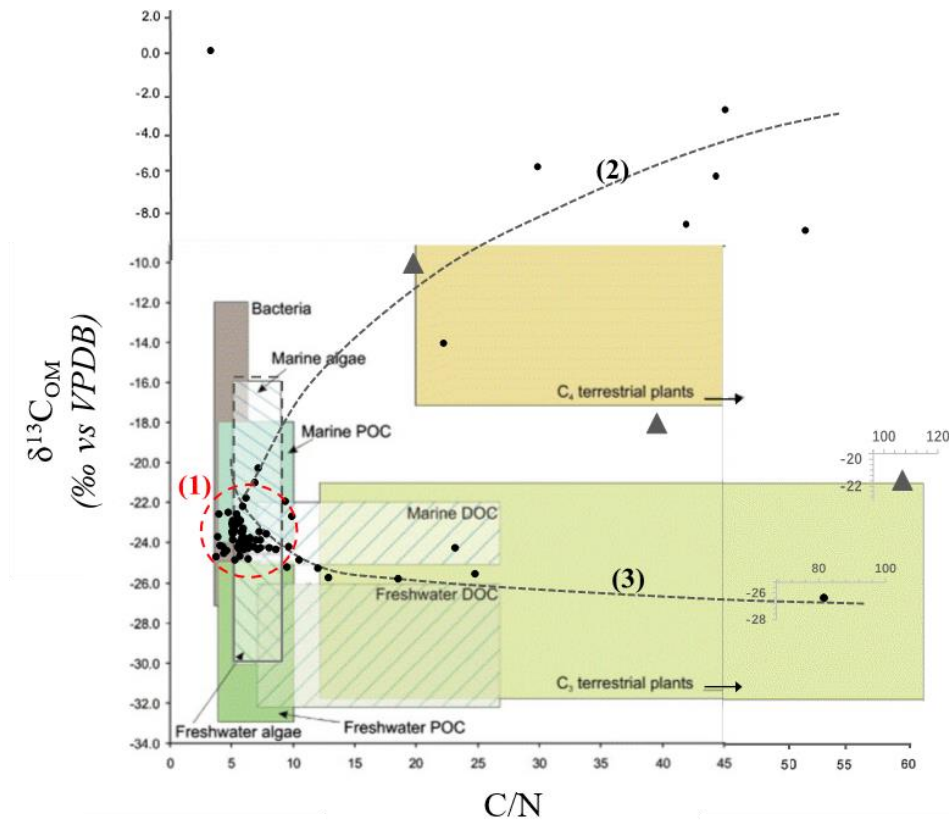 2.0
0.0
-2.0
-4.0
-6.0
-8.0
-10.0
-12.0
-14.0
-16.0
-18.0
-20.0
-22.0
-24.0
-26.0
-28.0
-30.0
-32.0
-34.0
δ¹³C_OM
(‰ vs VPDB)
(2)
Bacteria
Marine algae
C₄ terrestrial plants
Marine POC
100 120
-20
-22
(1)
Marine DOC
(3)
80 100
-26
-28
Freshwater DOC
C₃ terrestrial plants
Freshwater algae
Freshwater POC
0 5 10 15 20 25 30 35 40 45 50 55 60
C/N